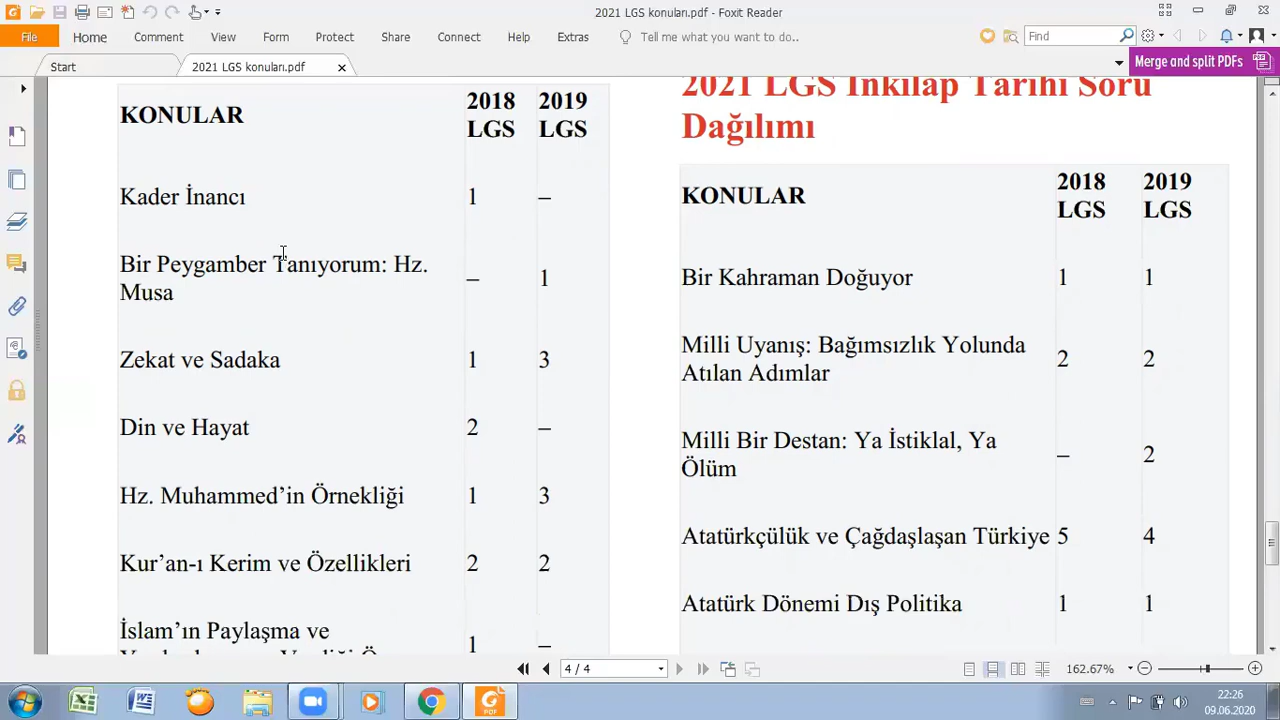 2021 LGS konuları.pdf - Foxit Reader
File Home Comment View Form Protect Share Connect Help Extras Tell me what you want to do... Find
Start 2021 LGS konuları.pdf Merge and split PDFs
KONULAR 2018 LGS 2019 LGS
Kader İnancı 1 –
Bir Peygamber Tanıyorum: Hz.
Musa – 1
Zekat ve Sadaka 1 3
Din ve Hayat 2 –
Hz. Muhammed’in Örnekliği 1 3
Kur’an-ı Kerim ve Özellikleri 2 2
İslam’ın Paylaşma ve
1 –
2021 LGS İnkılap Tarihi Soru
Dağılımı
KONULAR 2018 LGS 2019 LGS
Bir Kahraman Doğuyor 1 1
Milli Uyanış: Bağımsızlık Yolunda
Atılan Adımlar 2 2
Milli Bir Destan: Ya İstiklal, Ya
Ölüm – 2
Atatürkçülük ve Çağdaşlaşan Türkiye 5 4
Atatürk Dönemi Dış Politika 1 1
4 / 4 162.67%
22:26
09.06.2020